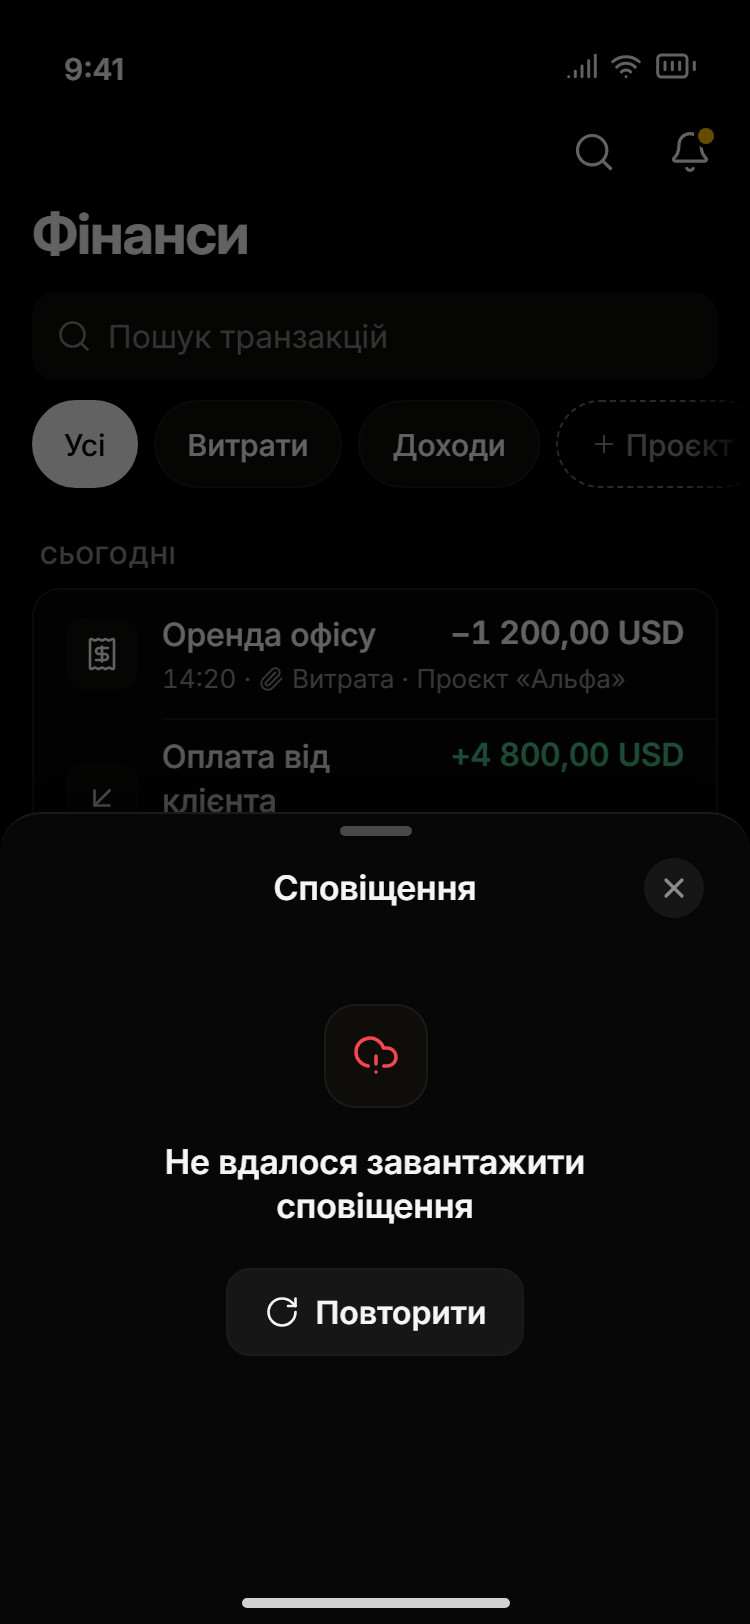 9:41
Фінанси
Пошук транзакцій
Усі Витрати Доходи + Проєкт
СЬОГОДНІ
Оренда офісу −1 200,00 USD
14:20 · Витрата · Проєкт «Альфа»
Оплата від +4 800,00 USD
клієнта
Сповіщення
Не вдалося завантажити
сповіщення
Повторити